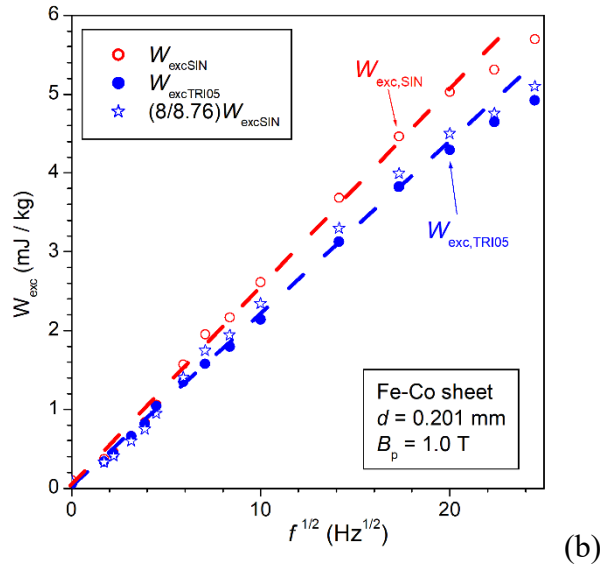 6
5
4
3
2
1
0
W_exc (mJ / kg)
W_excSIN
W_excTRI05
(8/8.76)W_excSIN
W_exc,SIN
W_exc,TRI05
Fe-Co sheet
d = 0.201 mm
B_p = 1.0 T
0 10 20
f^1/2 (Hz^1/2)
(b)